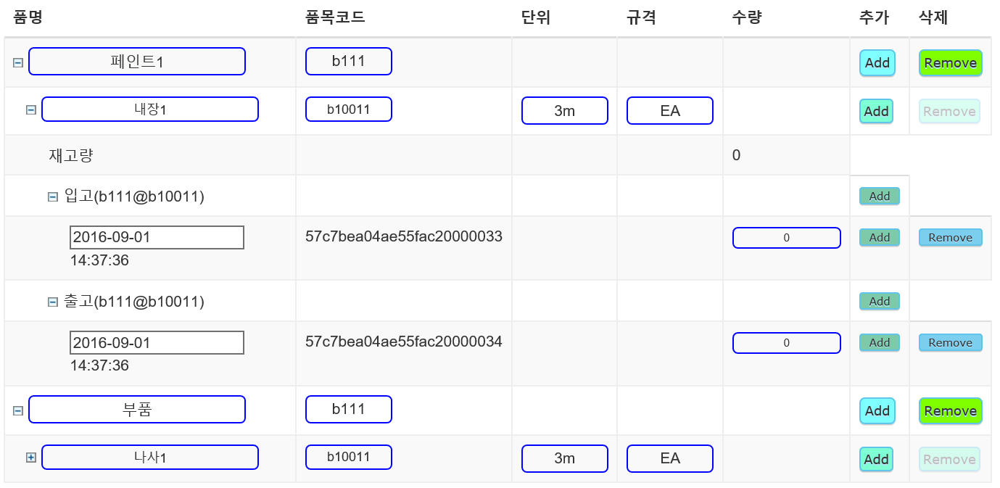 품명 품목코드 단위 규격 수량 추가 삭제
페인트1 b111 Add Remove
내장1 b10011 3m EA Add Remove
재고량 0
입고(b111@b10011) Add
2016-09-01 57c7bea04ae55fac20000033 0 Add Remove
14:37:36
출고(b111@b10011) Add
2016-09-01 57c7bea04ae55fac20000034 0 Add Remove
14:37:36
부품 b111 Add Remove
나사1 b10011 3m EA Add Remove